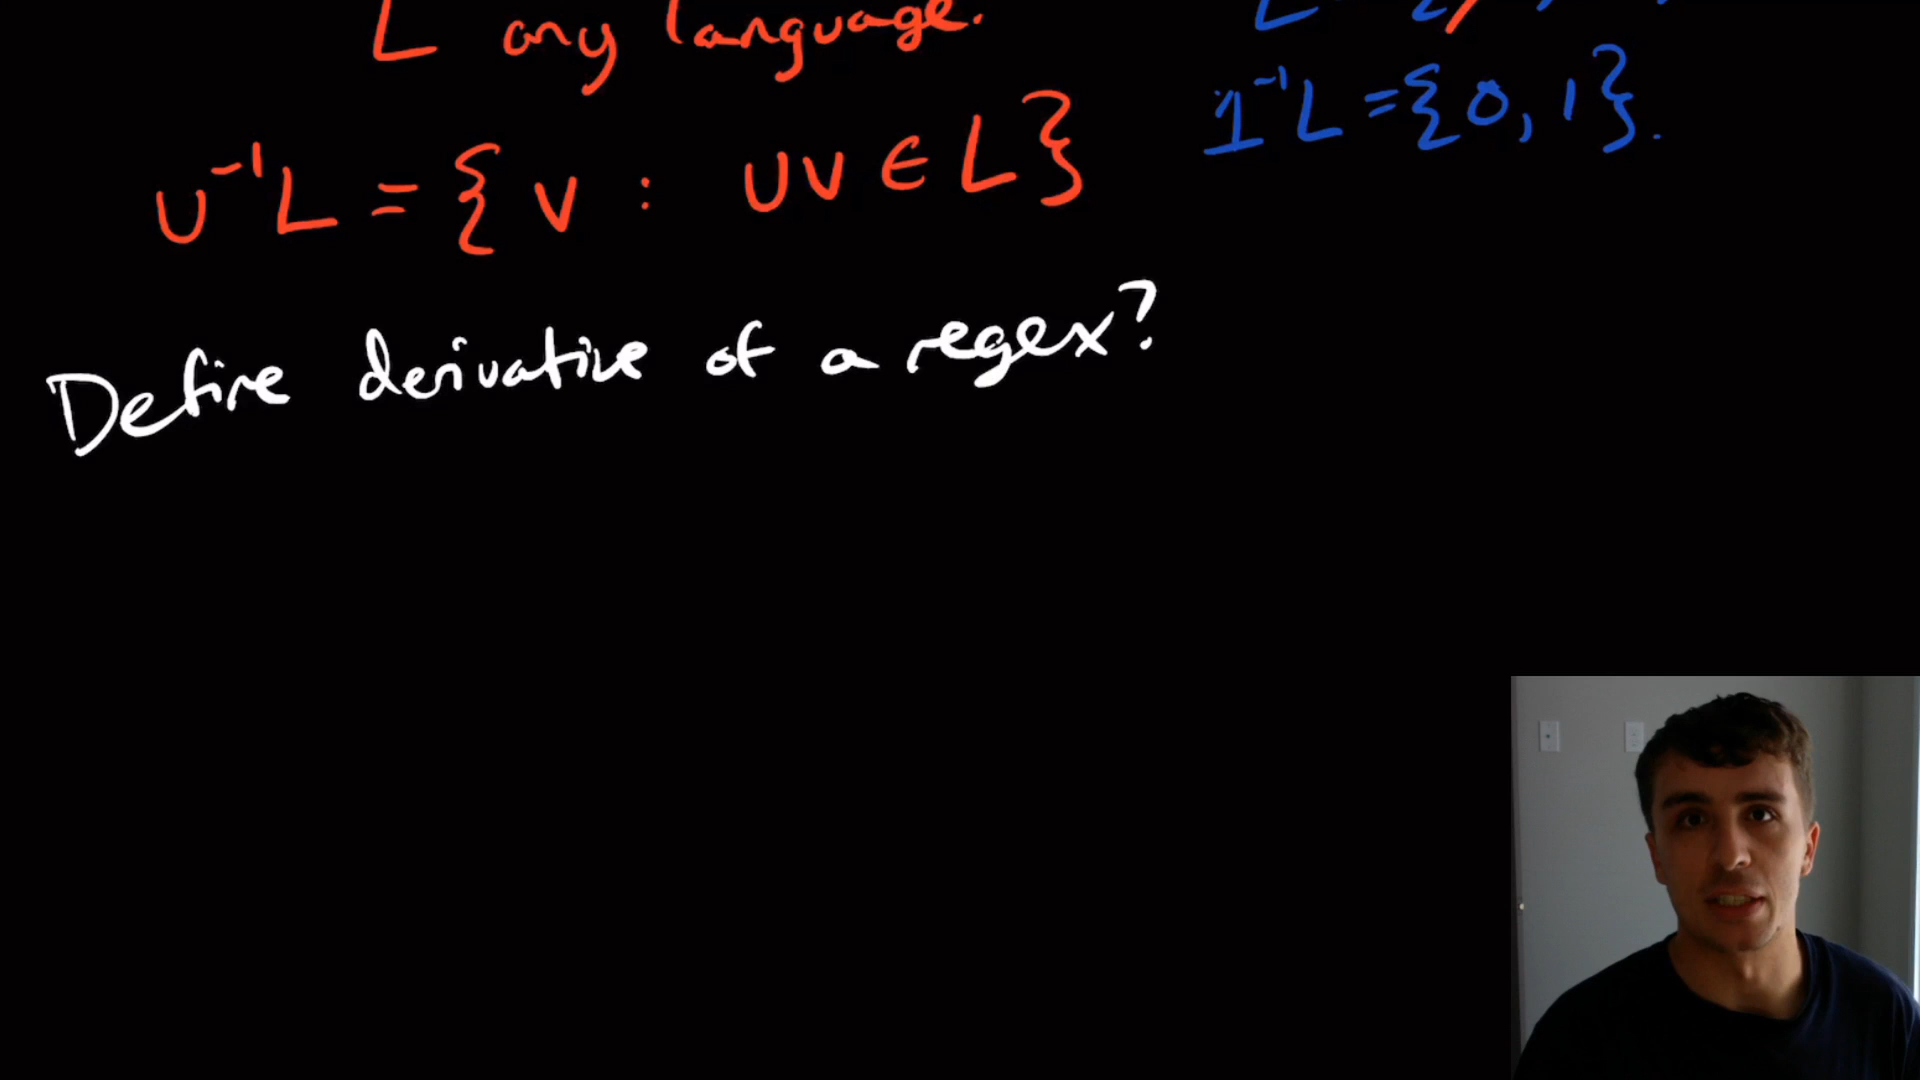 L any language.
1⁻¹L = {0, 1}.
U⁻¹L = { V : UV ∈ L }
Define derivative of a regex?